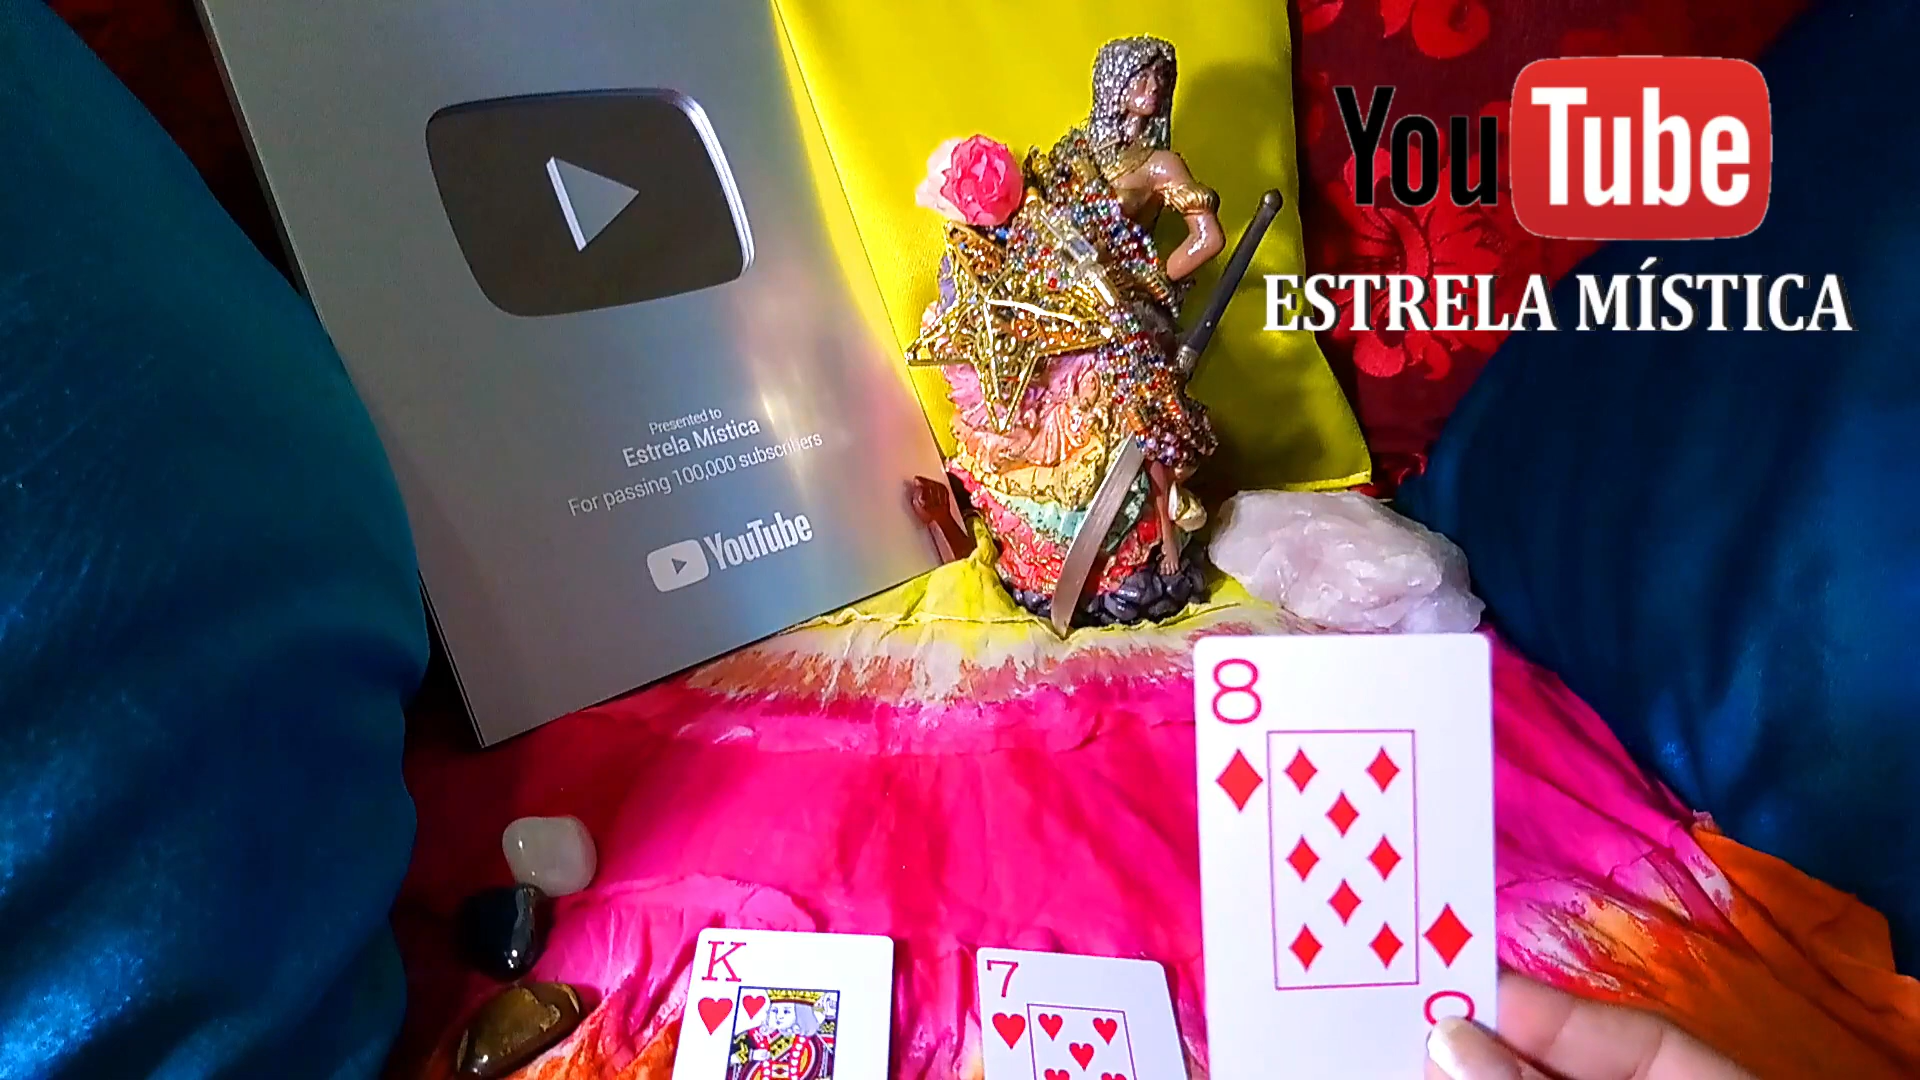 YouTube
ESTRELA MÍSTICA
Presented to
Estrela Mística
For passing 100,000 subscribers
YouTube
8
K
7